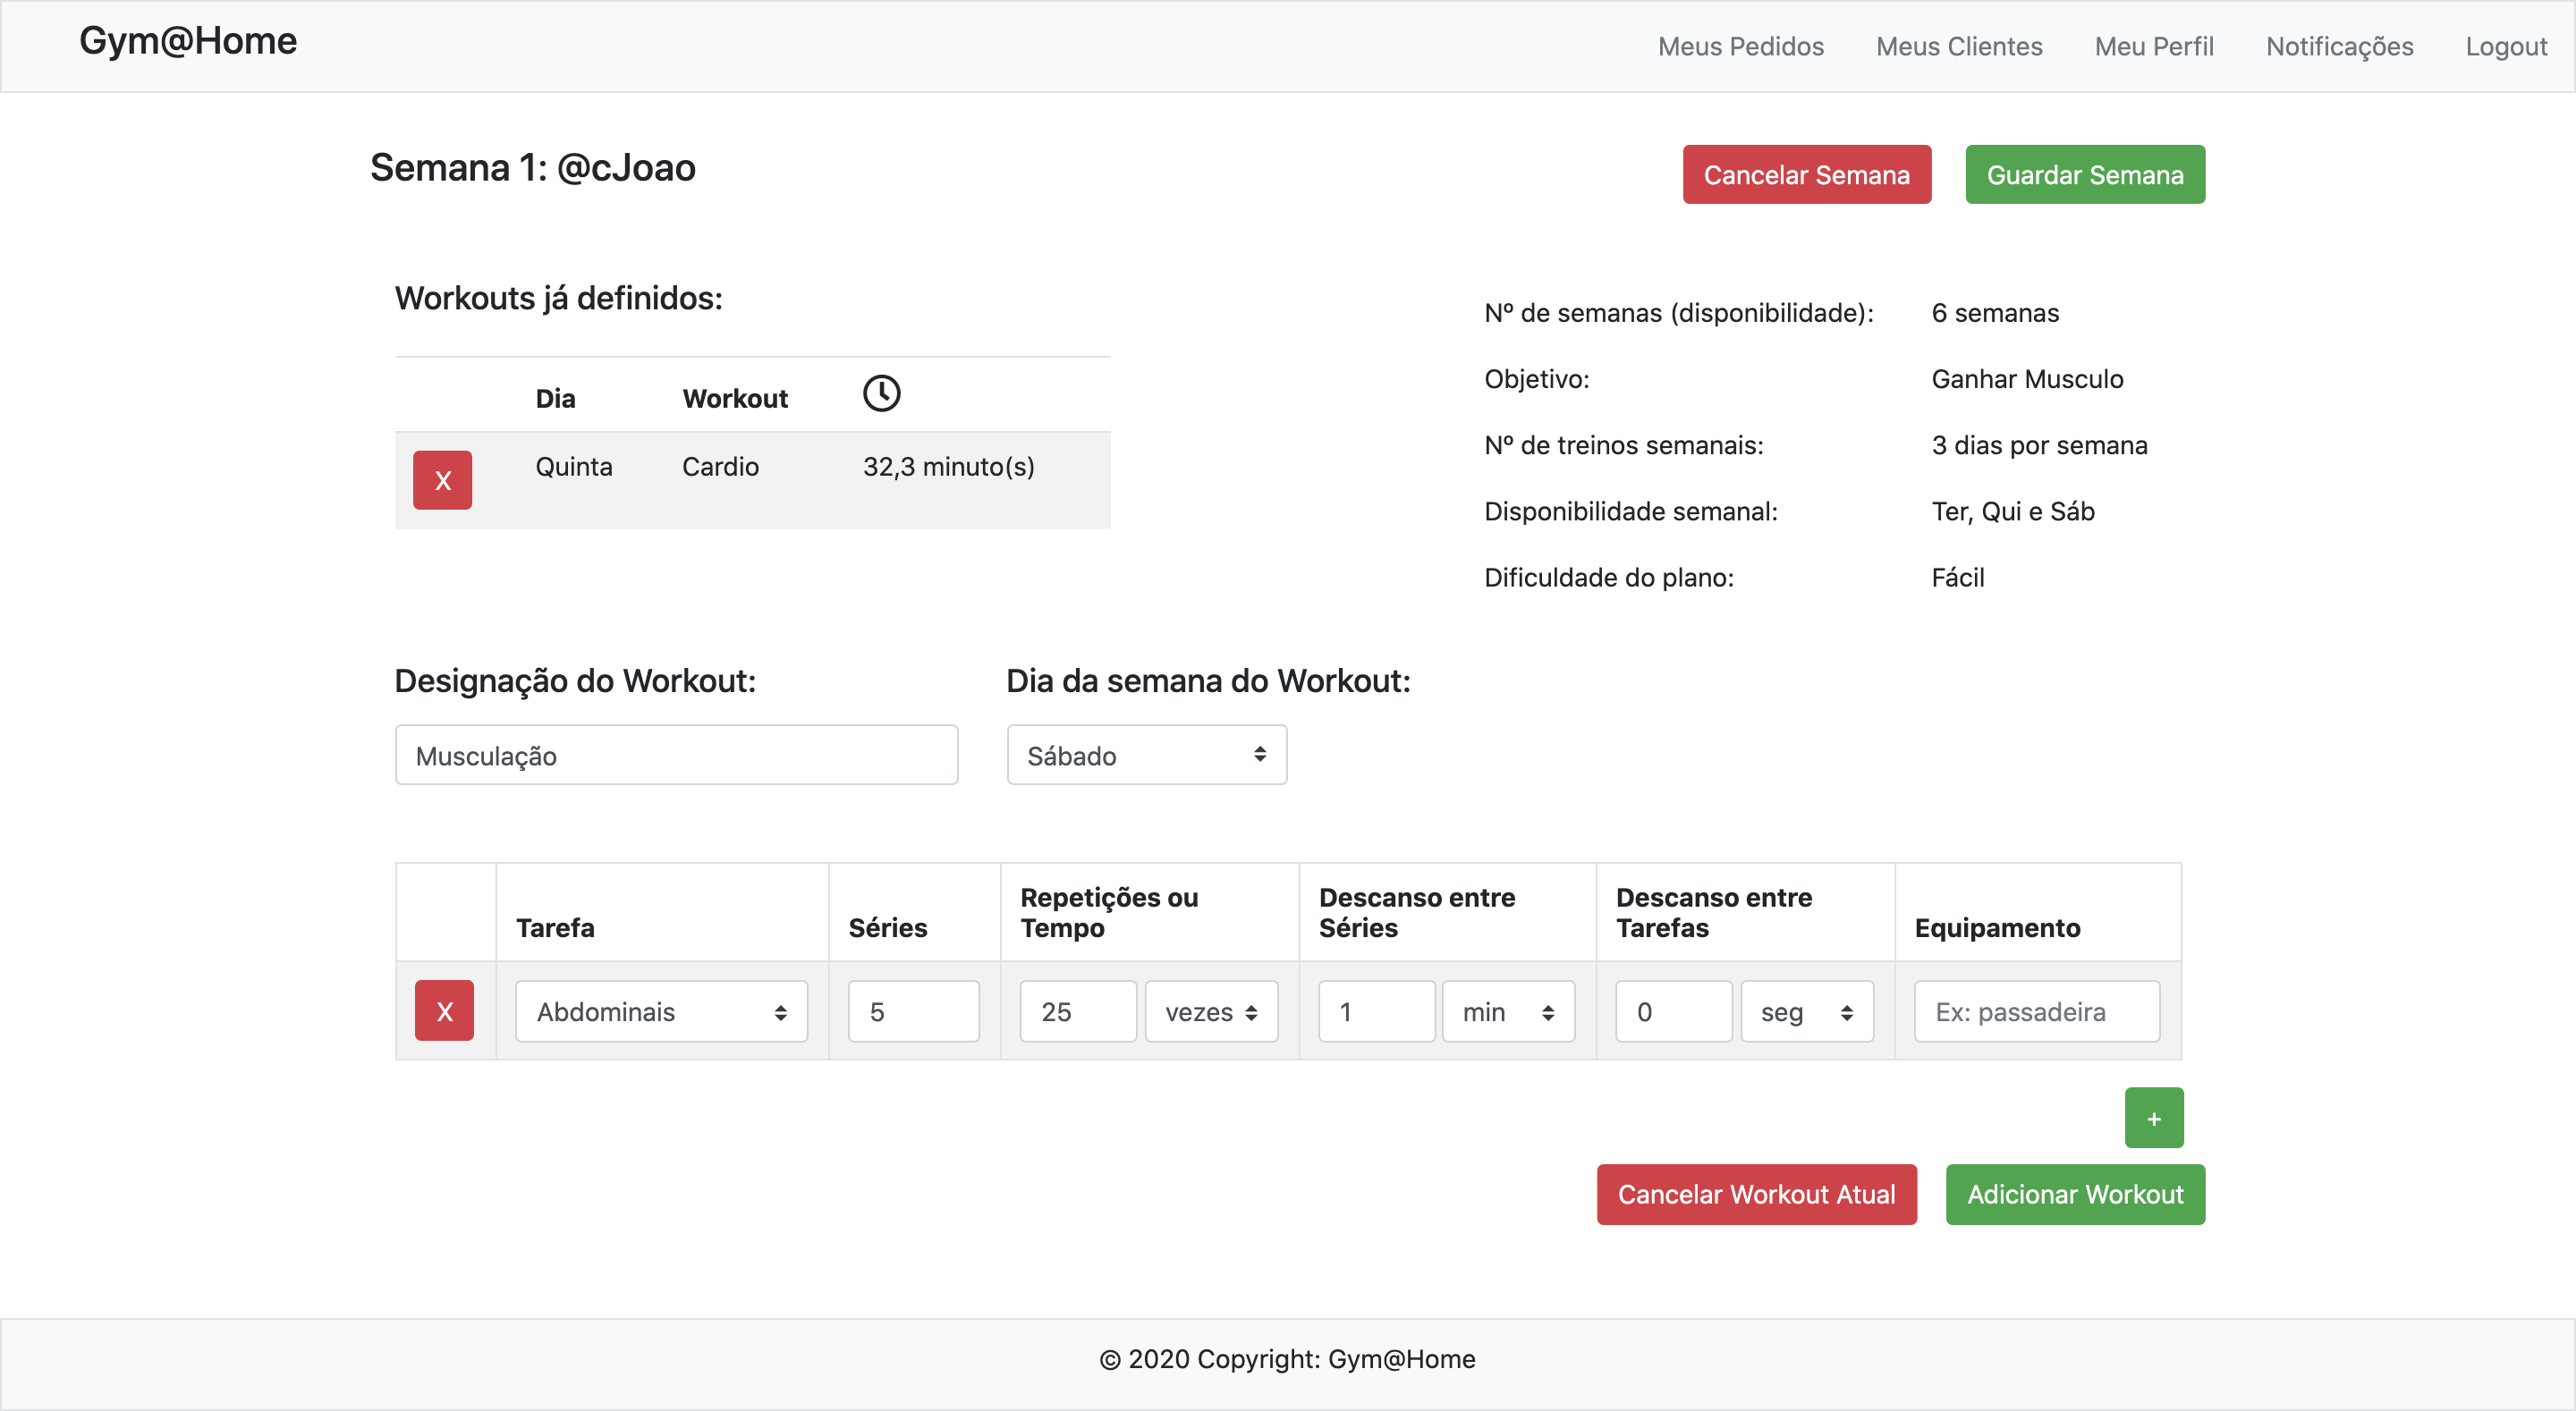 Gym@Home
Meus Pedidos Meus Clientes Meu Perfil Notificações Logout
Semana 1: @cJoao
Cancelar Semana Guardar Semana
Workouts já definidos:
Dia Workout
X Quinta Cardio 32,3 minuto(s)
Nº de semanas (disponibilidade): 6 semanas
Objetivo: Ganhar Musculo
Nº de treinos semanais: 3 dias por semana
Disponibilidade semanal: Ter, Qui e Sáb
Dificuldade do plano: Fácil
Designação do Workout: Dia da semana do Workout:
Musculação Sábado
Tarefa Séries Repetições ou Tempo Descanso entre Séries Descanso entre Tarefas Equipamento
X Abdominais 5 25 vezes 1 min 0 seg Ex: passadeira
+
Cancelar Workout Atual Adicionar Workout
© 2020 Copyright: Gym@Home